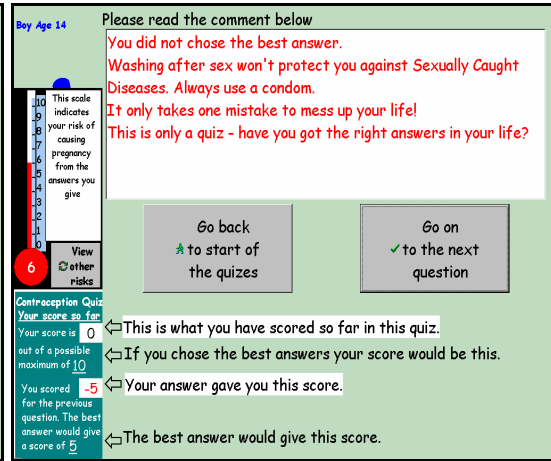 Boy Age 14
Please read the comment below
You did not chose the best answer.
Washing after sex won't protect you against Sexually Caught
Diseases. Always use a condom.
It only takes one mistake to mess up your life!
This is only a quiz - have you got the right answers in your life?
10
9
8
7
6
5
4
3
2
1
0
This scale
indicates
your risk of
causing
pregnancy
from the
answers you
give
6
View
other
risks
Go back
to start of
the quizes
Go on
to the next
question
Contraception Quiz
Your score so far
Your score is 0
out of a possible
maximum of 10
You scored -5
for the previous
question. The best
answer would give
a score of 5
This is what you have scored so far in this quiz.
If you chose the best answers your score would be this.
Your answer gave you this score.
The best answer would give this score.